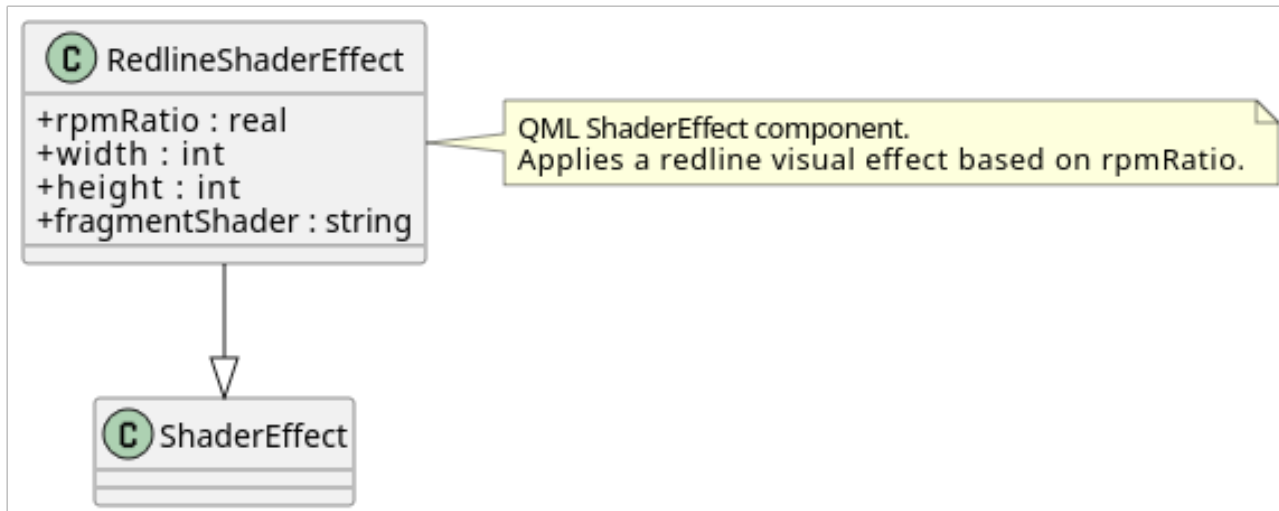 C RedlineShaderEffect
+rpmRatio : real
+width : int
+height : int
+fragmentShader : string
QML ShaderEffect component.
Applies a redline visual effect based on rpmRatio.
C ShaderEffect